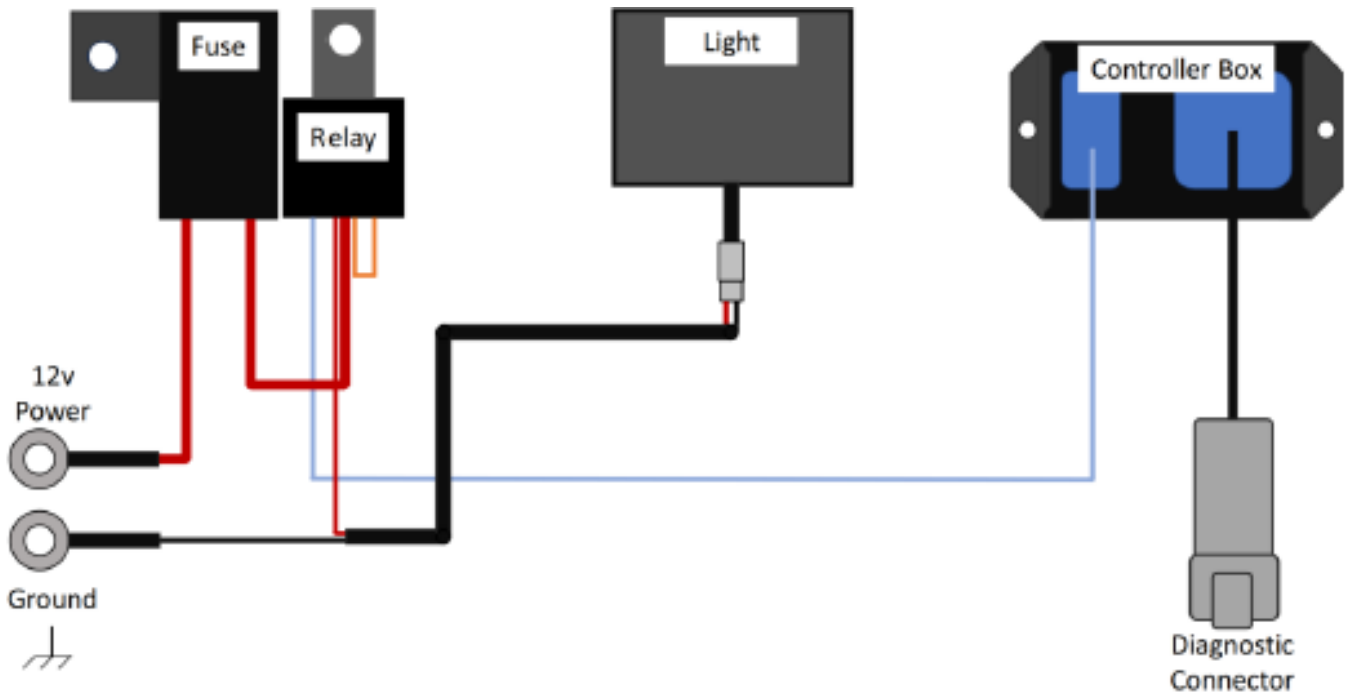 Fuse
Relay
Light
Controller Box
12v
Power
Ground
Diagnostic
Connector